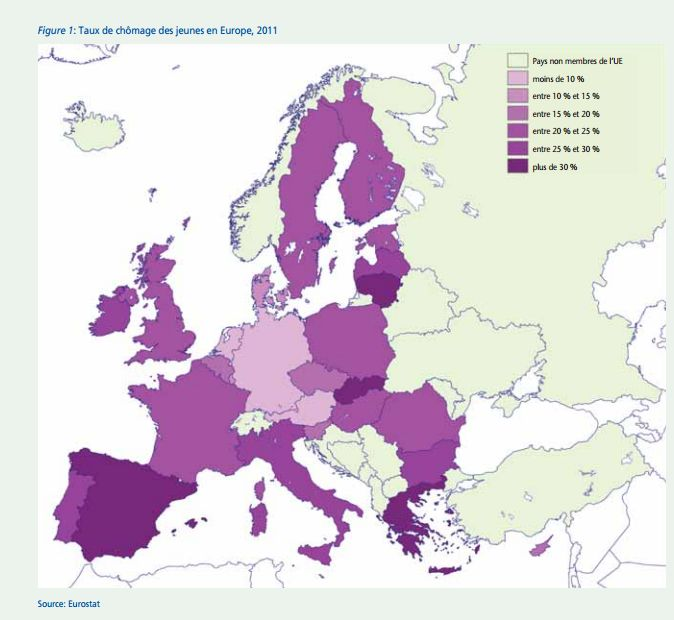 Figure 1: Taux de chômage des jeunes en Europe, 2011
Pays non membres de l'UE
moins de 10 %
entre 10 % et 15 %
entre 15 % et 20 %
entre 20 % et 25 %
entre 25 % et 30 %
plus de 30 %
Source: Eurostat